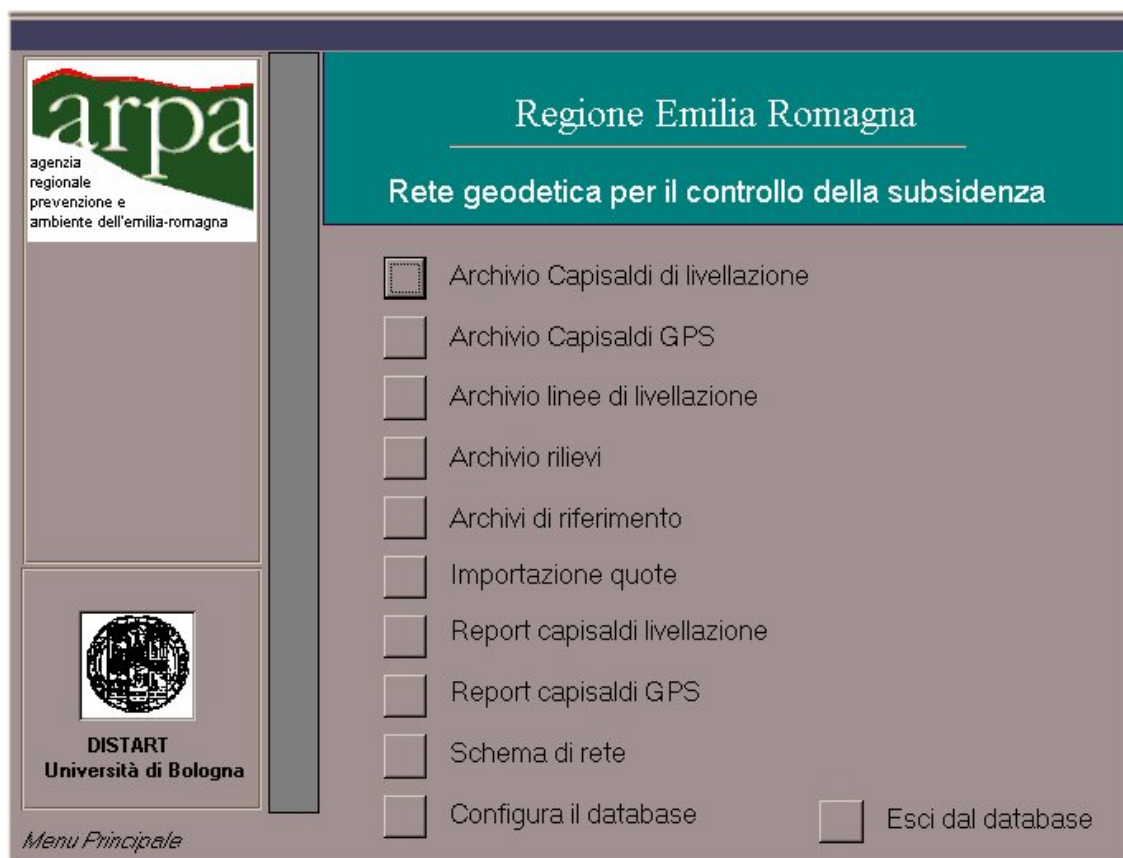 arpa
agenzia
regionale
prevenzione e
ambiente dell'emilia-romagna
Regione Emilia Romagna
Rete geodetica per il controllo della subsidenza
Archivio Capisaldi di livellazione
Archivio Capisaldi GPS
Archivio linee di livellazione
Archivio rilievi
Archivi di riferimento
Importazione quote
Report capisaldi livellazione
Report capisaldi GPS
Schema di rete
Configura il database
Esci dal database
DISTART
Università di Bologna
Menu Principale